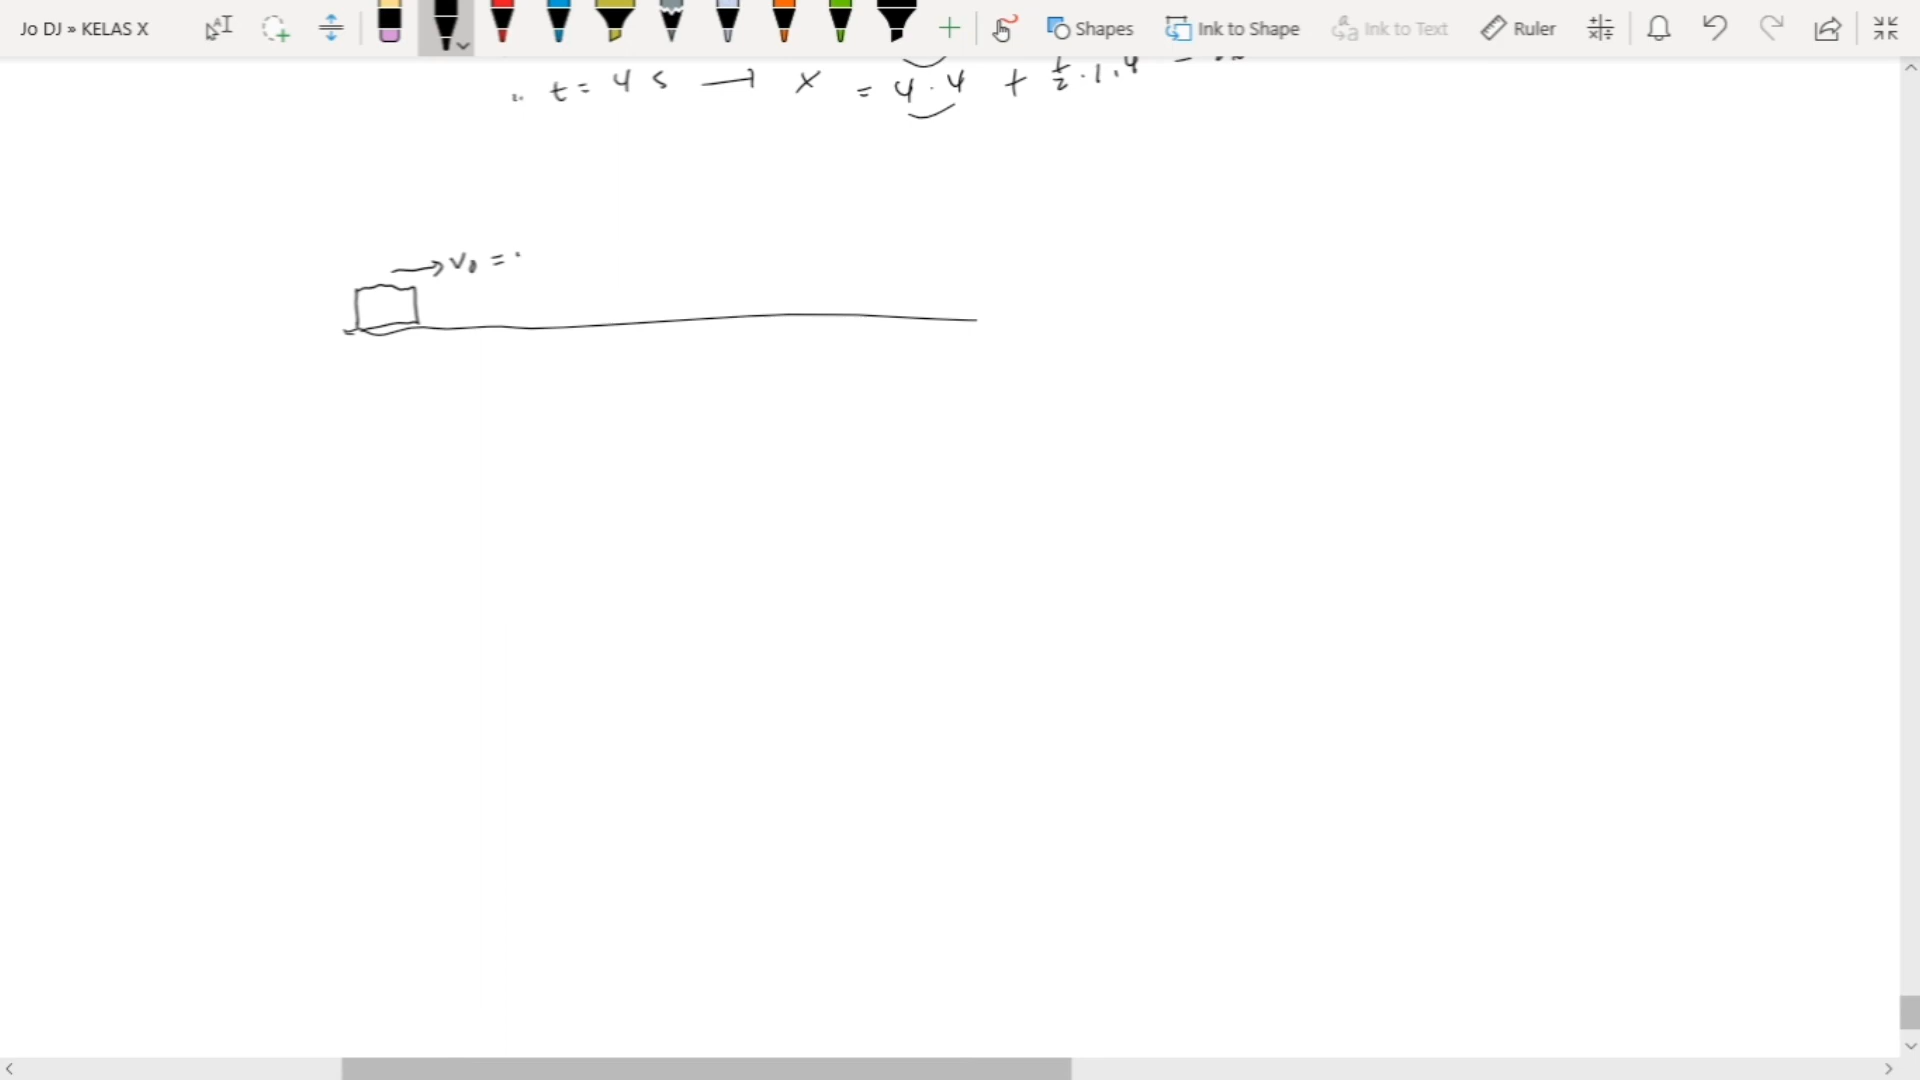 Jo DJ » KELAS X
Shapes
Ink to Shape
Ink to Text
Ruler
t = 4 s → x = 4 . 4 + 1/2 . 1 . 4
→ v₀ =